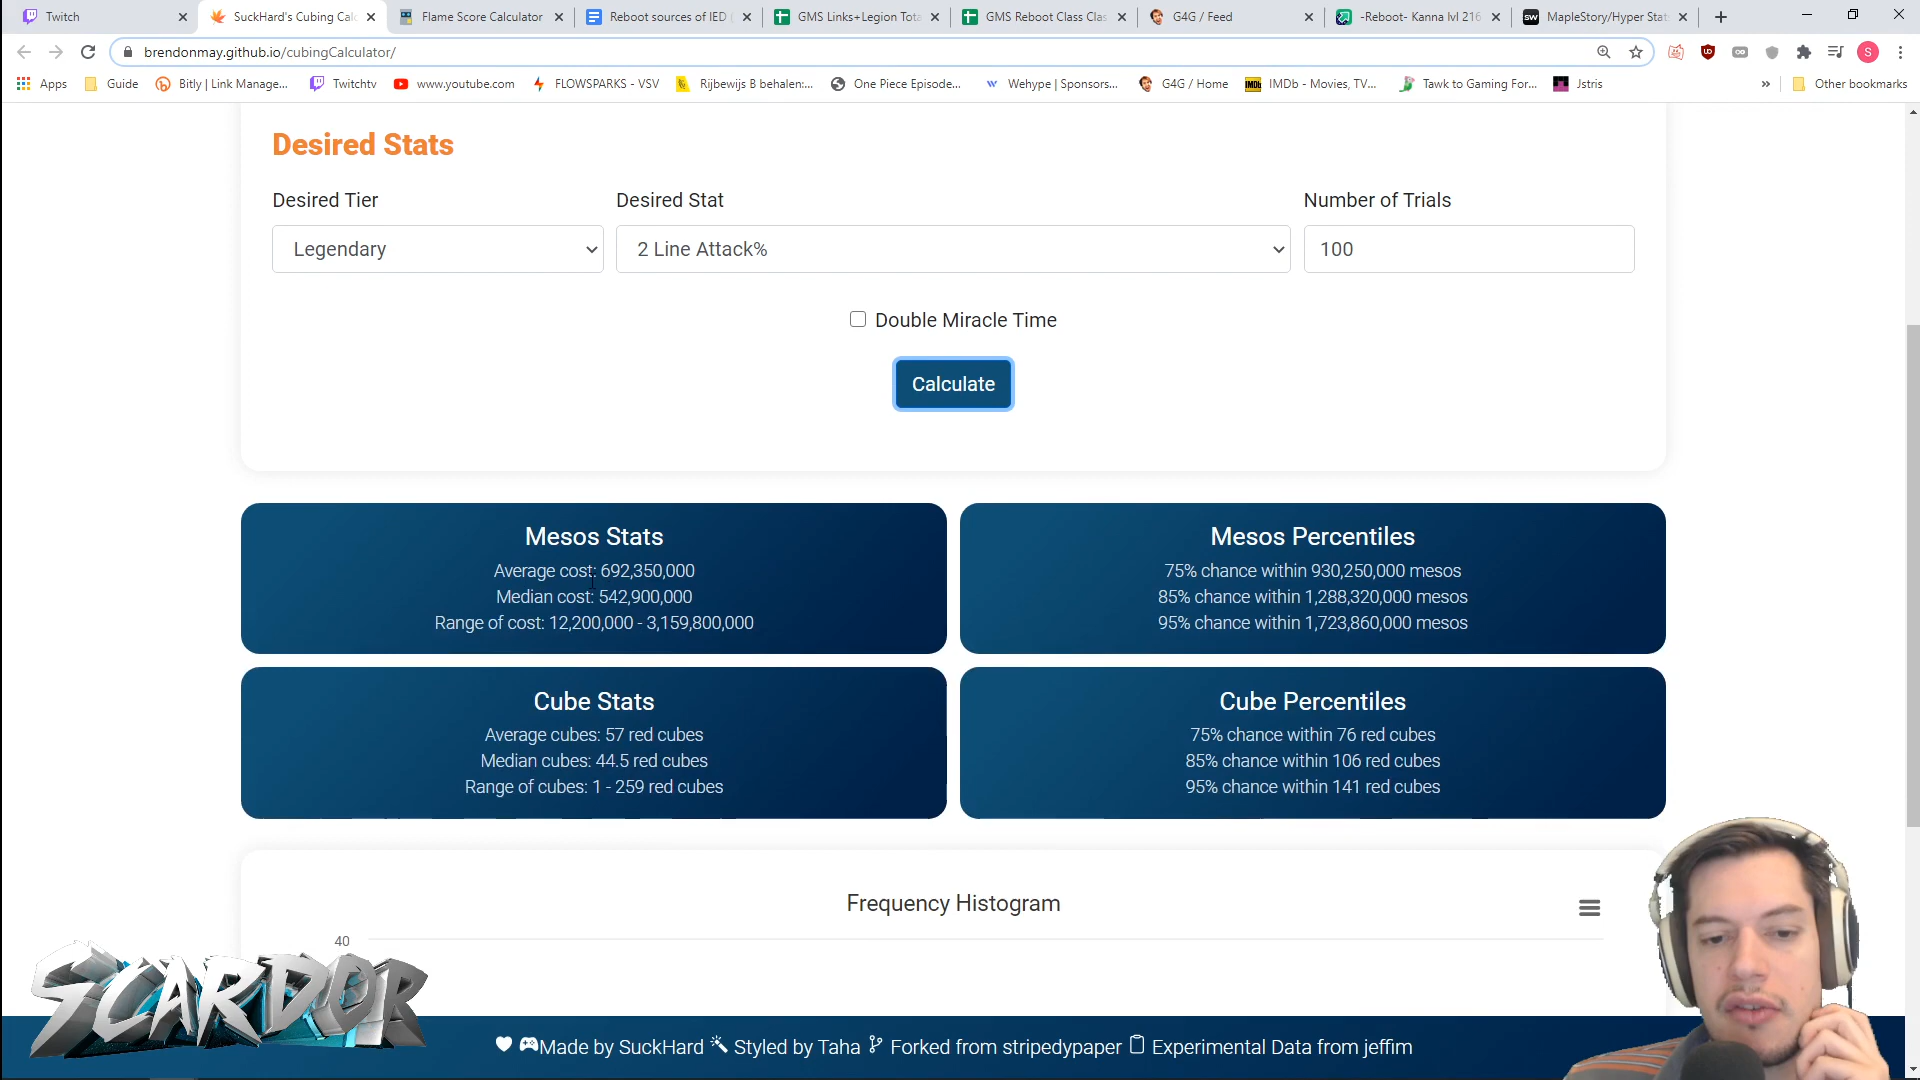 Twitch
SuckHard's Cubing Cal
Flame Score Calculator
Reboot sources of IED
GMS Links+Legion Tota
GMS Reboot Class Clas
G4G / Feed
-Reboot- Kanna lvl 216
MapleStory/Hyper Stat
brendonmay.github.io/cubingCalculator/
Apps
Guide
Bitly | Link Manage...
Twitchtv
www.youtube.com
FLOWSPARKS - VSV
Rijbewijs B behalen:...
One Piece Episode...
Wehype | Sponsors...
G4G / Home
IMDb - Movies, TV...
Tawk to Gaming For...
Jstris
»
Other bookmarks
Desired Stats
Desired Tier
Desired Stat
Number of Trials
Legendary
2 Line Attack%
100
Double Miracle Time
Calculate
Mesos Stats
Average cost: 692,350,000
Median cost: 542,900,000
Range of cost: 12,200,000 - 3,159,800,000
Mesos Percentiles
75% chance within 930,250,000 mesos
85% chance within 1,288,320,000 mesos
95% chance within 1,723,860,000 mesos
Cube Stats
Average cubes: 57 red cubes
Median cubes: 44.5 red cubes
Range of cubes: 1 - 259 red cubes
Cube Percentiles
75% chance within 76 red cubes
85% chance within 106 red cubes
95% chance within 141 red cubes
Frequency Histogram
40
SCARDOR
Made by SuckHard Styled by Taha Forked from stripedypaper Experimental Data from jeffim